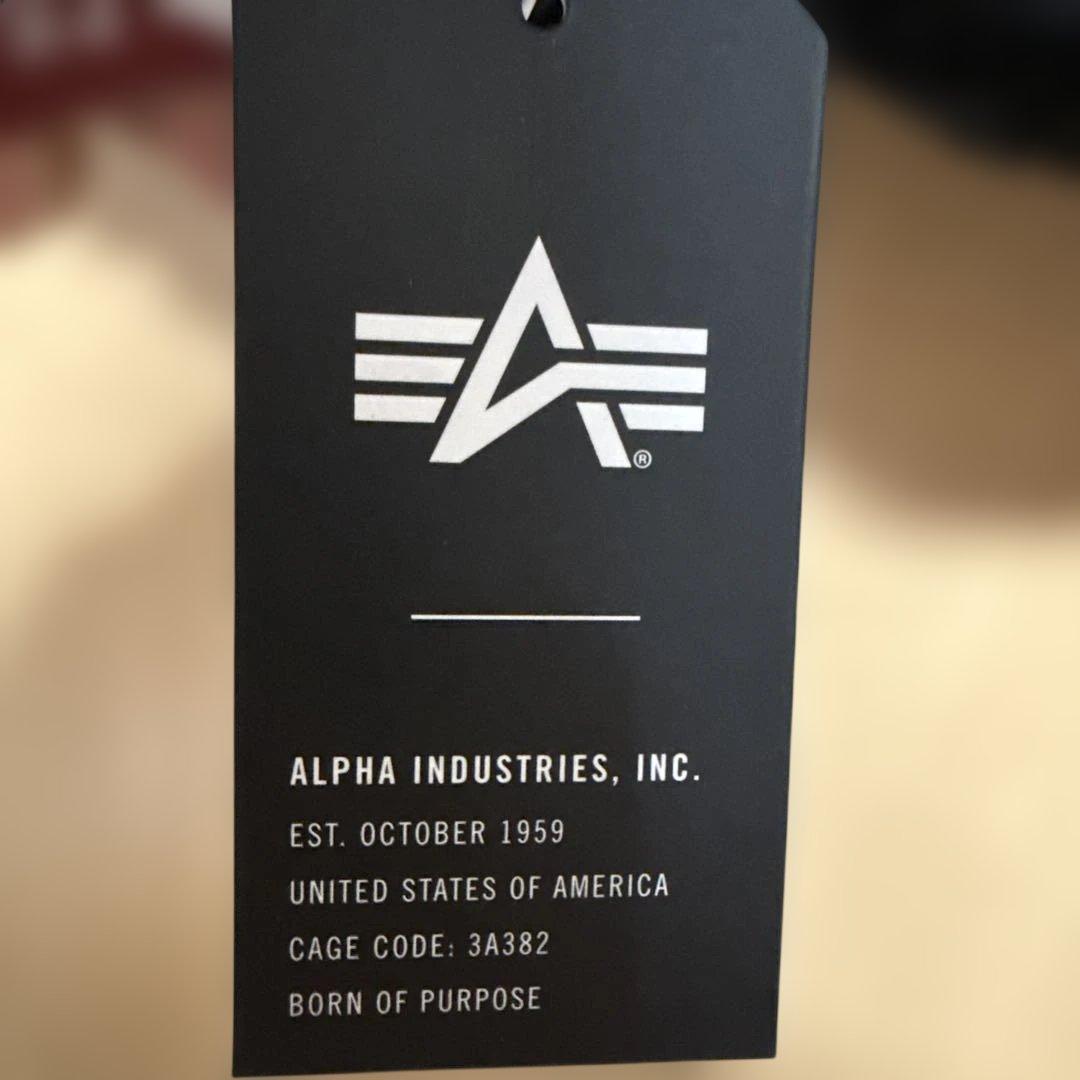 ®
ALPHA INDUSTRIES, INC.
EST. OCTOBER 1959
UNITED STATES OF AMERICA
CAGE CODE: 3A382
BORN OF PURPOSE